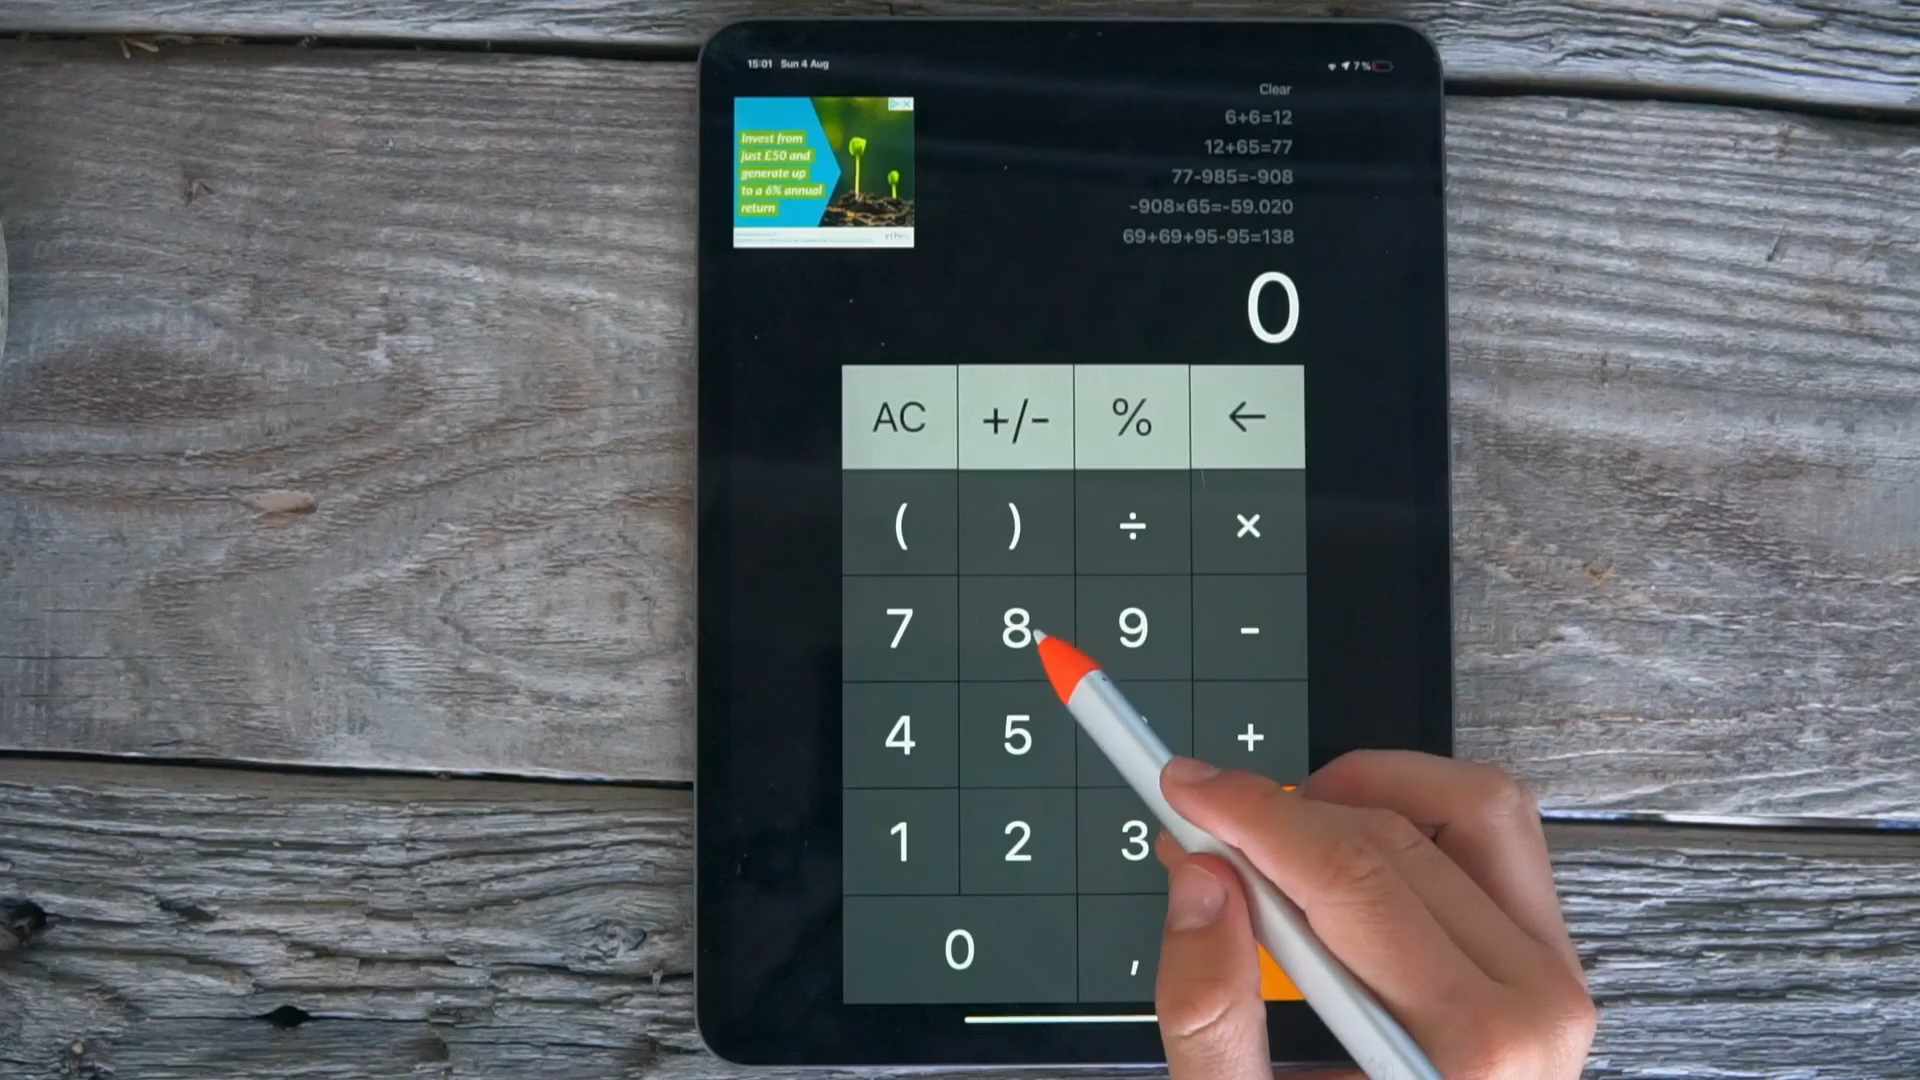 15:01 Sun 4 Aug
7%
Clear
6+6=12
12+65=77
77-985=-908
-908×65=-59.020
69+69+95-95=138
Invest from
just £50 and
generate up
to a 6% annual
return
0
AC +/- % ←
( ) ÷ ×
7 8 9 -
4 5 +
1 2 3
0 ,